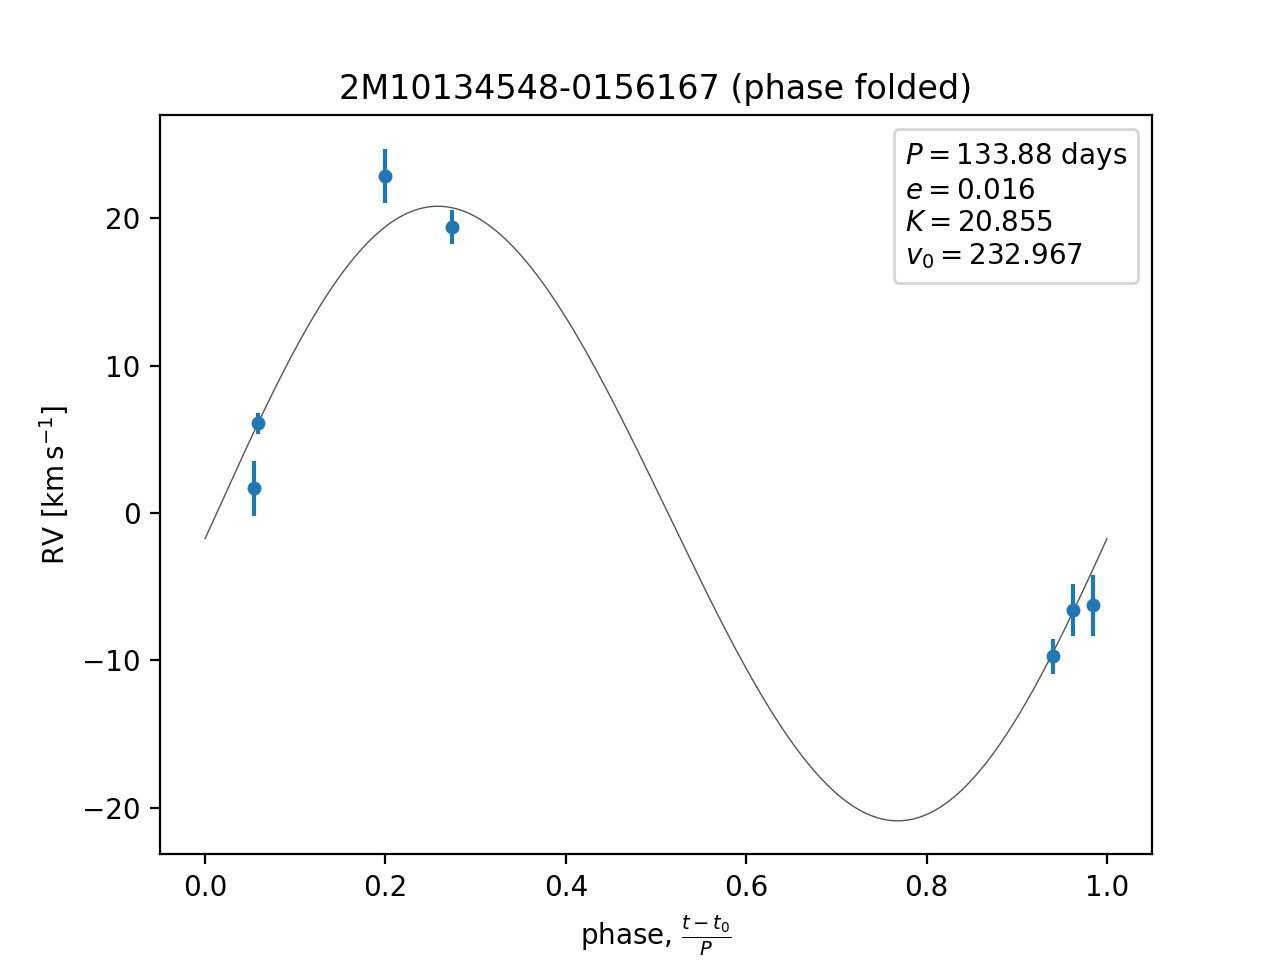 2M10134548-0156167 (phase folded)
P = 133.88 days
e = 0.016
K = 20.855
v₀ = 232.967
RV [km s⁻¹]
20
10
0
−10
−20
0.0 0.2 0.4 0.6 0.8 1.0
phase, (t − t₀)/P